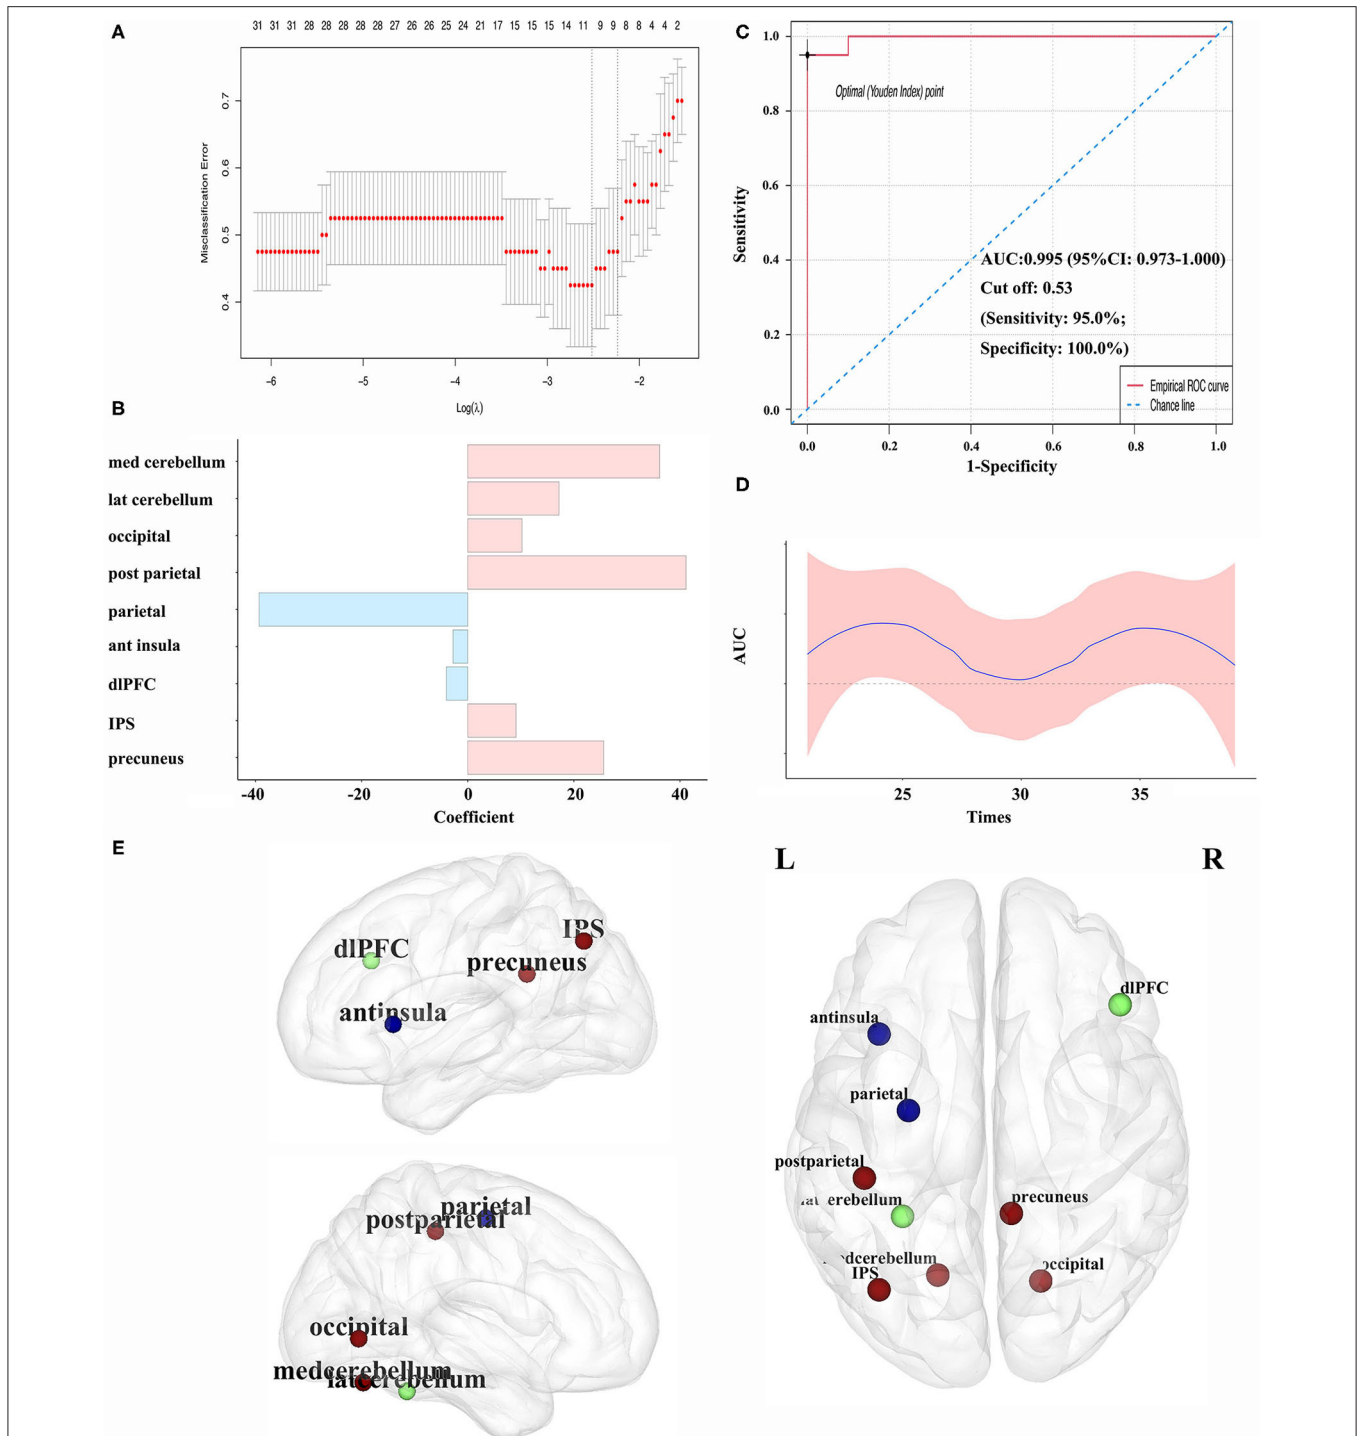 A
31 31 31 28 28 28 28 28 28 27 26 26 25 24 21 17 15 15 15 14 11 9 9 8 8 4 4 2
0.7
0.6
0.5
0.4
Misclassification Error
-6 -5 -4 -3 -2
Log(λ)
C
1.0
0.8
0.6
0.4
0.2
0.0
Sensitivity
Optimal (Youden Index) point
AUC:0.995 (95%CI: 0.973-1.000)
Cut off: 0.53
(Sensitivity: 95.0%;
Specificity: 100.0%)
Empirical ROC curve
Chance line
0.0 0.2 0.4 0.6 0.8 1.0
1-Specificity
B
med cerebellum
lat cerebellum
occipital
post parietal
parietal
ant insula
dlPFC
IPS
precuneus
-40 -20 0 20 40
Coefficient
D
AUC
25 30 35
Times
E
dlPFC
IPS
precuneus
antinsula
parietal
postparietal
occipital
medcerebellum
latcerebellum
L R
dlPFC
antinsula
parietal
postparietal
erebellum
precuneus
edcerebellum
IPS
occipital